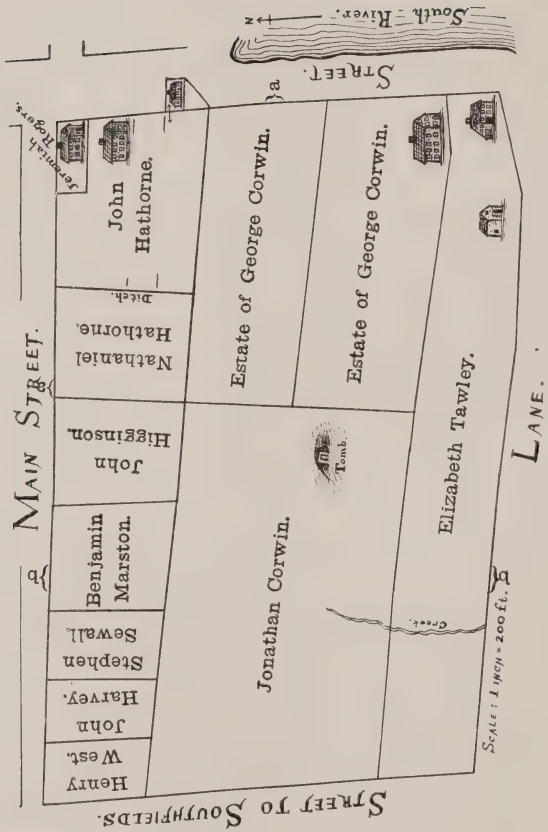 South River.
N
STREET.
MAIN STREET.
Jeremiah
Rogers.
John
Hathorne.
Ditch.
Nathaniel
Hathorne.
John
Higginson.
Benjamin
Marston.
Stephen
Sewall.
John
Harvey.
Henry
West.
a
a
b
b
Estate of George Corwin.
Estate of George Corwin.
Jonathan Corwin.
Tomb.
Elizabeth Tawley.
Creek.
LANE.
STREET TO SOUTHFIELDS.
SCALE: 1 INCH = 200 ft.